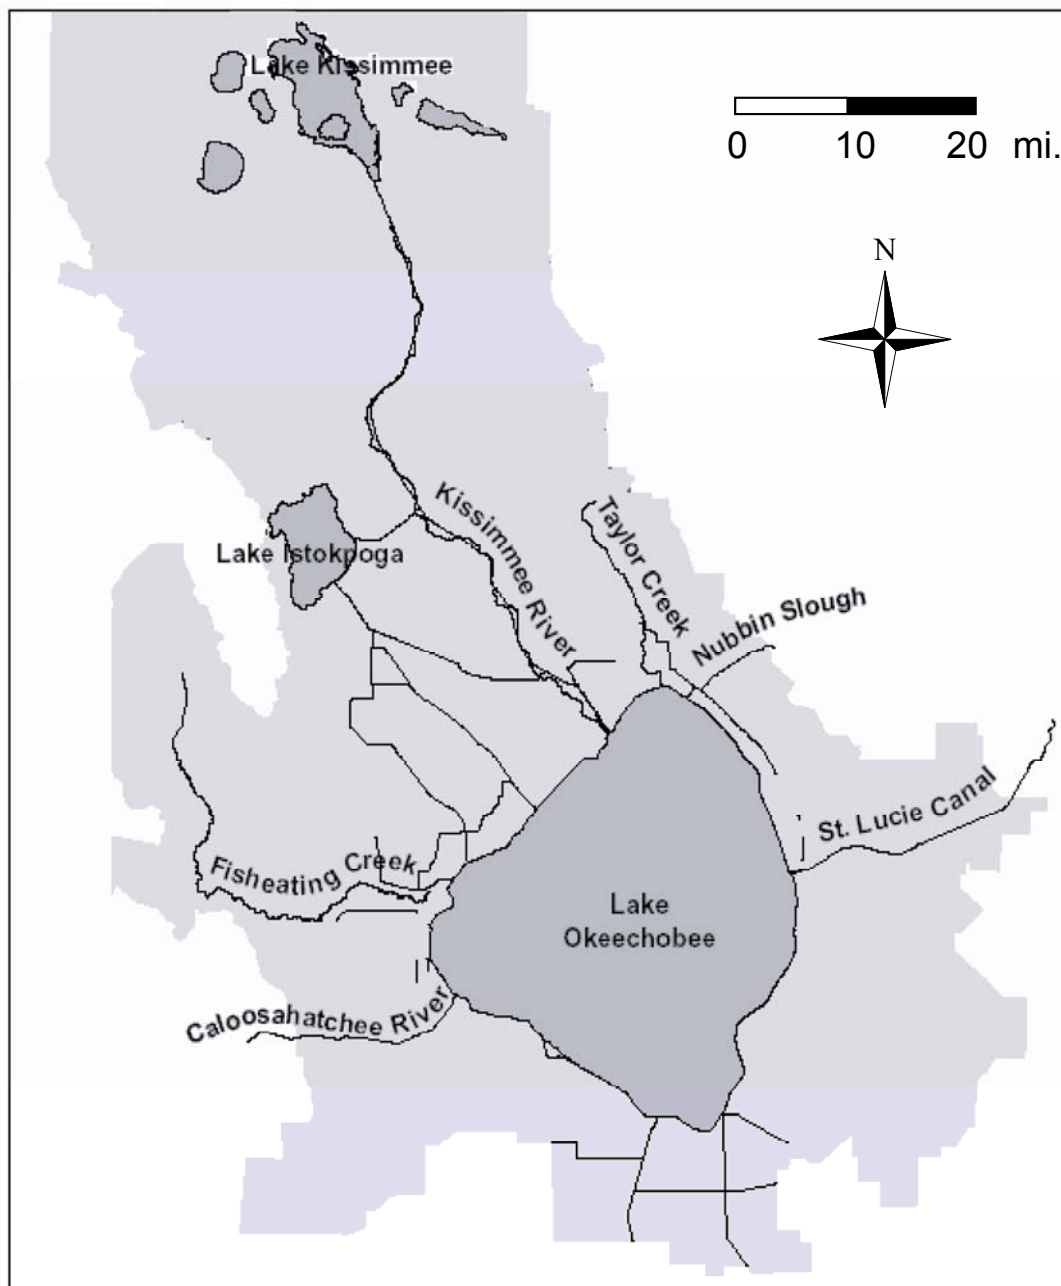 Lake Kissimmee
0 10 20 mi.
N
Kissimmee River
Taylor Creek
Lake Istokpoga
Nubbin Slough
St. Lucie Canal
Fisheating Creek
Lake
Okeechobee
Caloosahatchee River